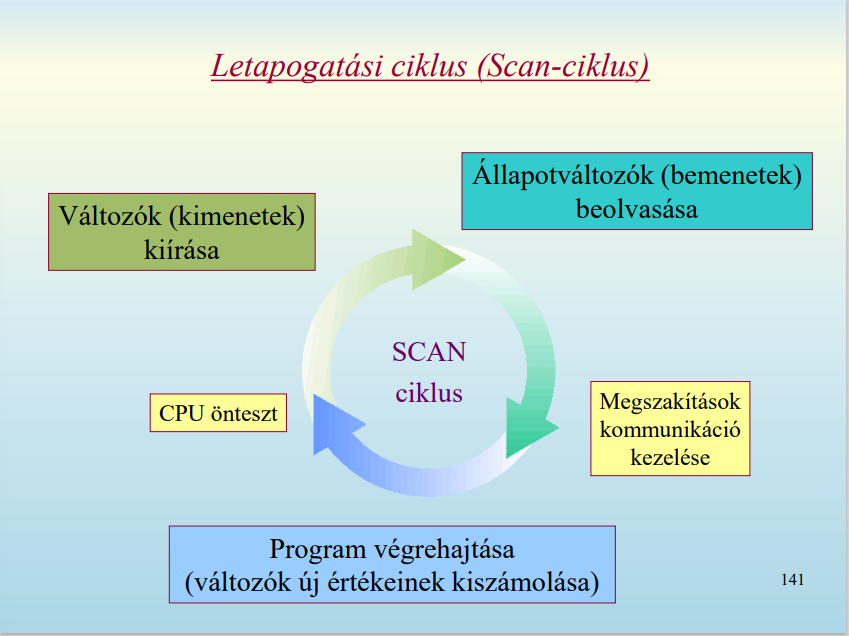 Letapogatási ciklus (Scan-ciklus)
Állapotváltozók (bemenetek)
beolvasása
Változók (kimenetek)
kiírása
SCAN
ciklus
CPU önteszt
Megszakítások
kommunikáció
kezelése
Program végrehajtása
(változók új értékeinek kiszámolása)
141